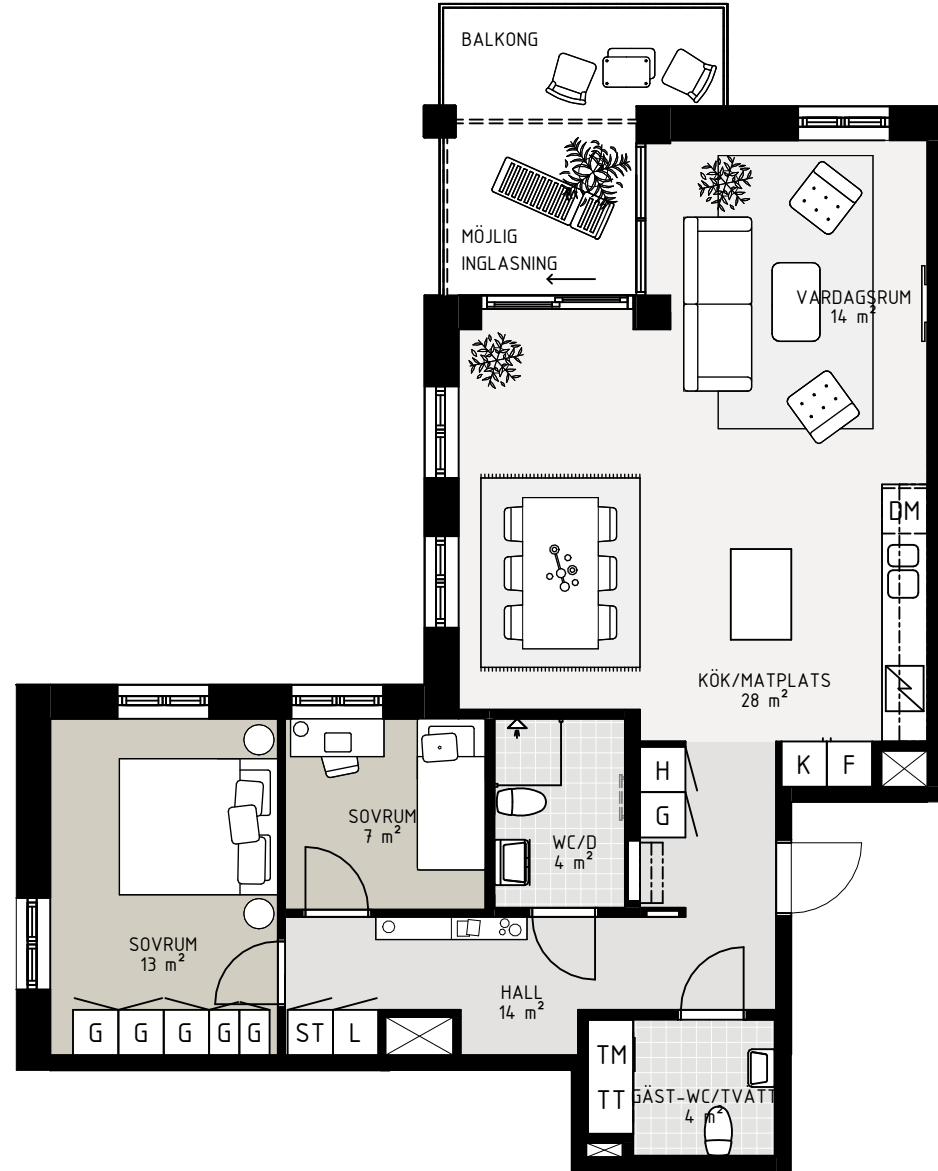 BALKONG
MÖJLIG
INGLASNING
VARDAGSRUM
14 m²
DM
KÖK/MATPLATS
28 m²
K F
H
G
SOVRUM
7 m²
WC/D
4 m²
SOVRUM
13 m²
HALL
14 m²
G G G G G ST L
TM
TT
GÄST-WC/TVÄTT
4 m²